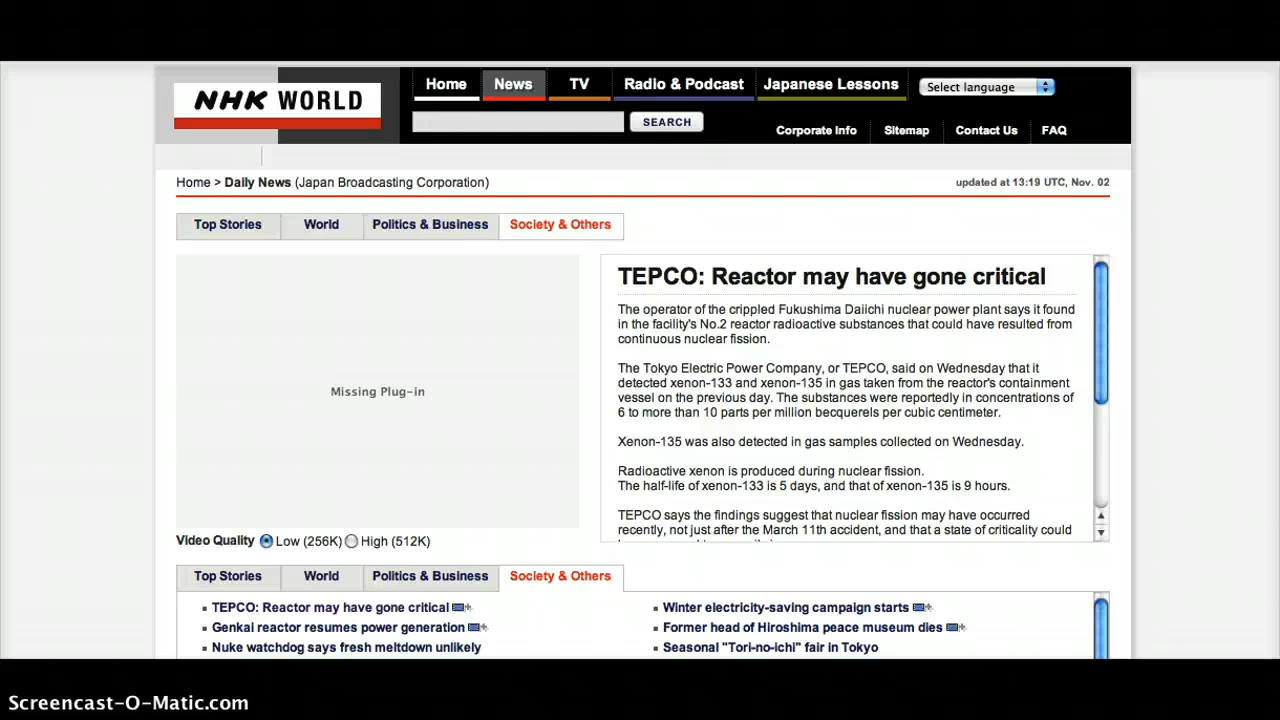 NHK WORLD
Home News TV Radio & Podcast Japanese Lessons Select language
SEARCH
Corporate Info Sitemap Contact Us FAQ
Home > Daily News (Japan Broadcasting Corporation) updated at 13:19 UTC, Nov. 02
Top Stories World Politics & Business Society & Others
Missing Plug-in
Video Quality Low (256K) High (512K)
TEPCO: Reactor may have gone critical
The operator of the crippled Fukushima Daiichi nuclear power plant says it found
in the facility's No.2 reactor radioactive substances that could have resulted from
continuous nuclear fission.
The Tokyo Electric Power Company, or TEPCO, said on Wednesday that it
detected xenon-133 and xenon-135 in gas taken from the reactor's containment
vessel on the previous day. The substances were reportedly in concentrations of
6 to more than 10 parts per million becquerels per cubic centimeter.
Xenon-135 was also detected in gas samples collected on Wednesday.
Radioactive xenon is produced during nuclear fission.
The half-life of xenon-133 is 5 days, and that of xenon-135 is 9 hours.
TEPCO says the findings suggest that nuclear fission may have occurred
recently, not just after the March 11th accident, and that a state of criticality could
Top Stories World Politics & Business Society & Others
TEPCO: Reactor may have gone critical
Genkai reactor resumes power generation
Nuke watchdog says fresh meltdown unlikely
Winter electricity-saving campaign starts
Former head of Hiroshima peace museum dies
Seasonal "Tori-no-ichi" fair in Tokyo
Screencast-O-Matic.com